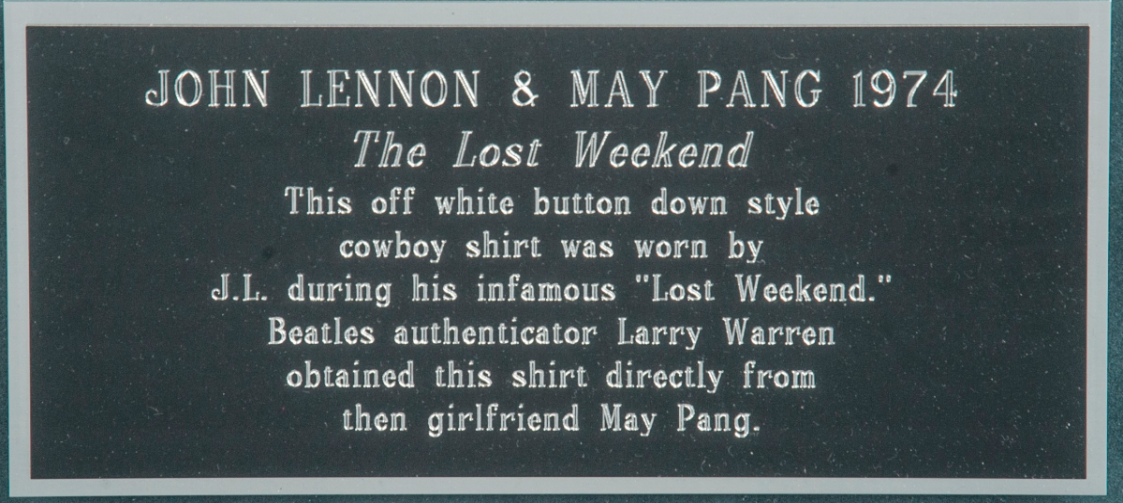 JOHN LENNON & MAY PANG 1974
The Lost Weekend
This off white button down style
cowboy shirt was worn by
J.L. during his infamous "Lost Weekend."
Beatles authenticator Larry Warren
obtained this shirt directly from
then girlfriend May Pang.